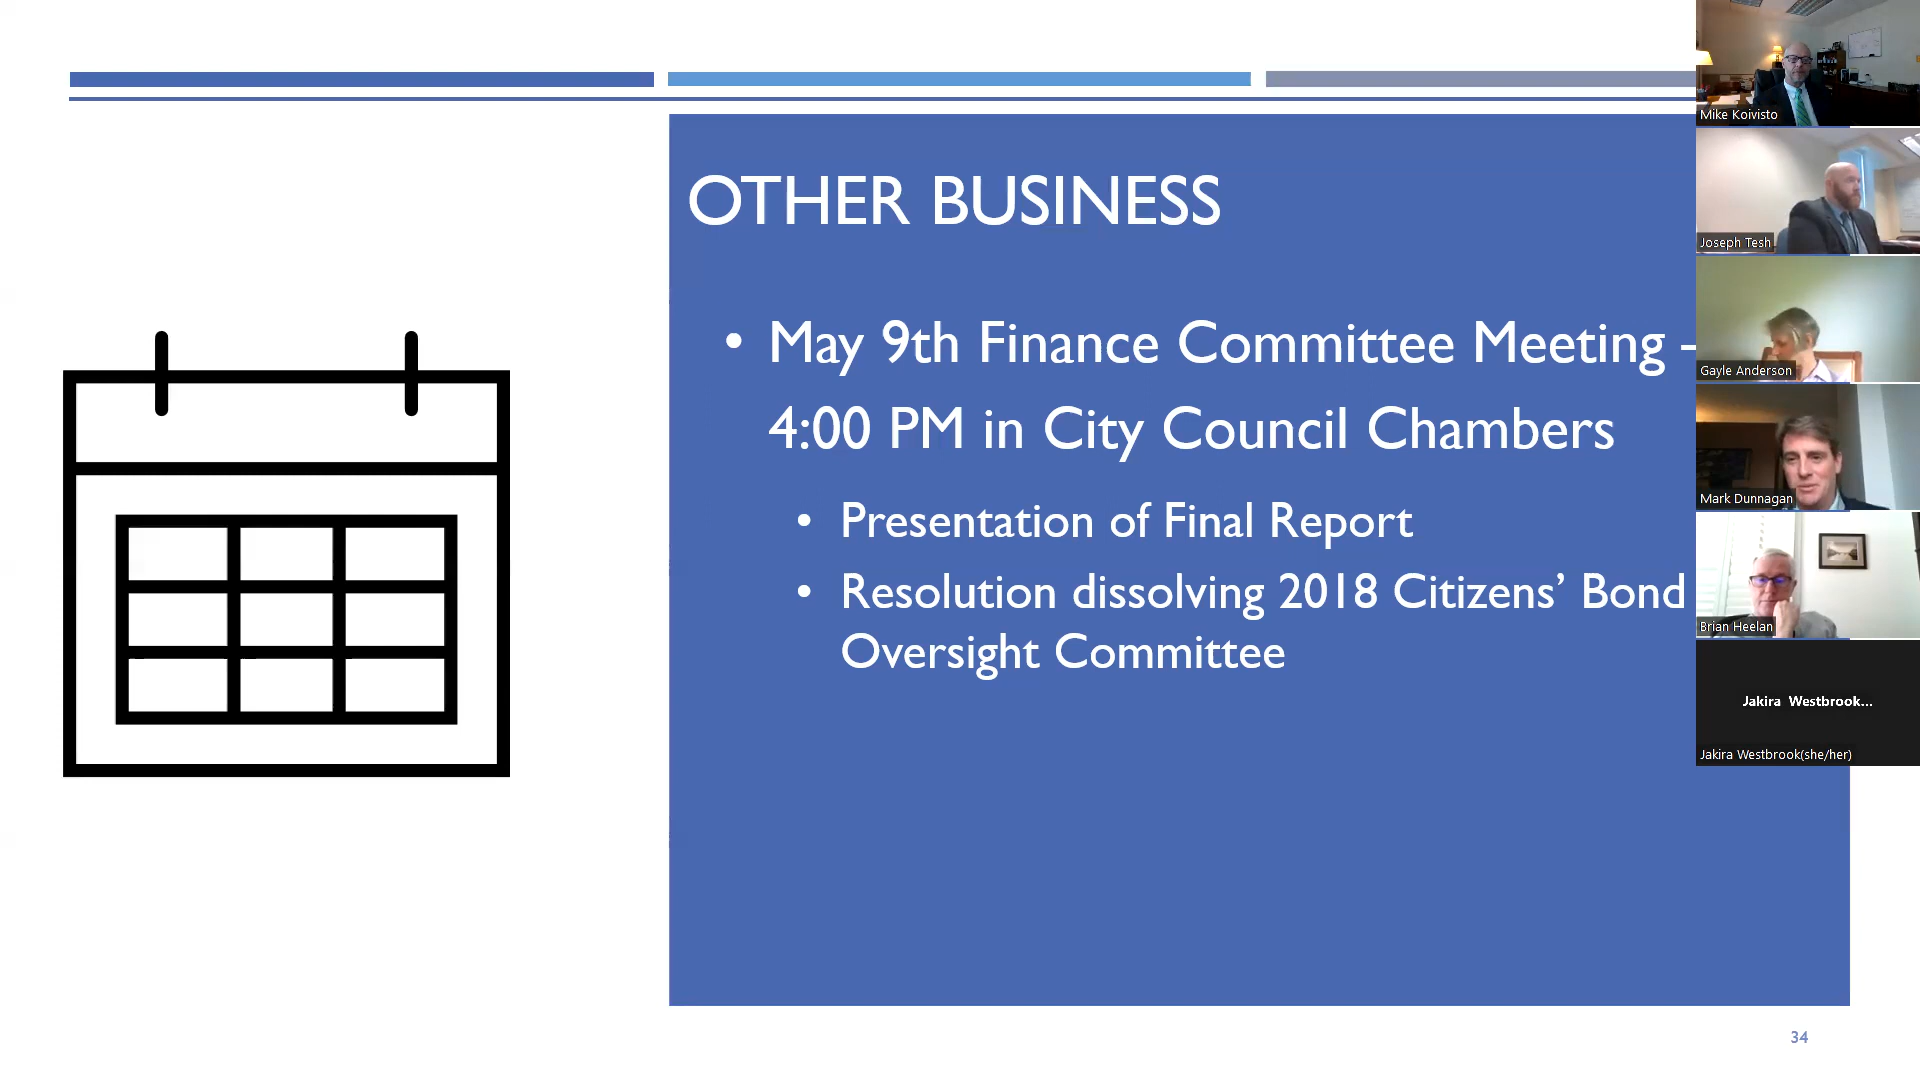 OTHER BUSINESS
• May 9th Finance Committee Meeting -
4:00 PM in City Council Chambers
• Presentation of Final Report
• Resolution dissolving 2018 Citizens’ Bond
Oversight Committee
34
Mike Koivisto
Joseph Tesh
Gayle Anderson
Mark Dunnagan
Brian Heelan
Jakira Westbrook...
Jakira Westbrook(she/her)